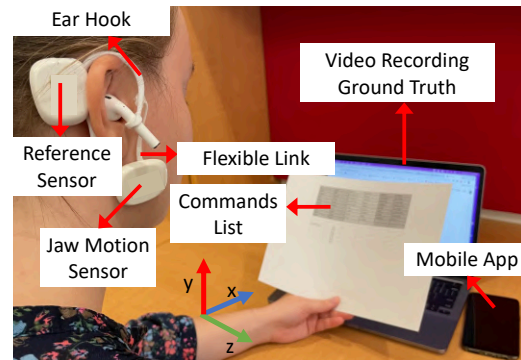 Ear Hook
Video Recording
Ground Truth
Reference
Sensor
Flexible Link
Commands
List
Jaw Motion
Sensor
Mobile App
y
x
z